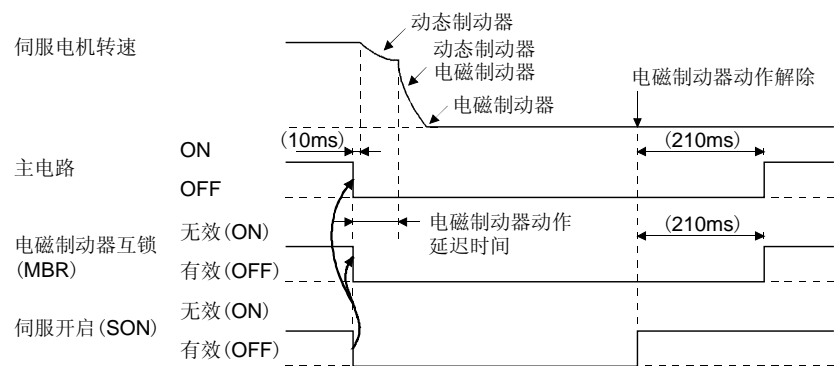 动态制动器
伺服电机转速
动态制动器
电磁制动器
电磁制动器动作解除
电磁制动器
(10ms)
(210ms)
ON
主电路
OFF
无效(ON)
电磁制动器动作
延迟时间
(210ms)
电磁制动器互锁
(MBR)
有效(OFF)
无效(ON)
伺服开启(SON)
有效(OFF)